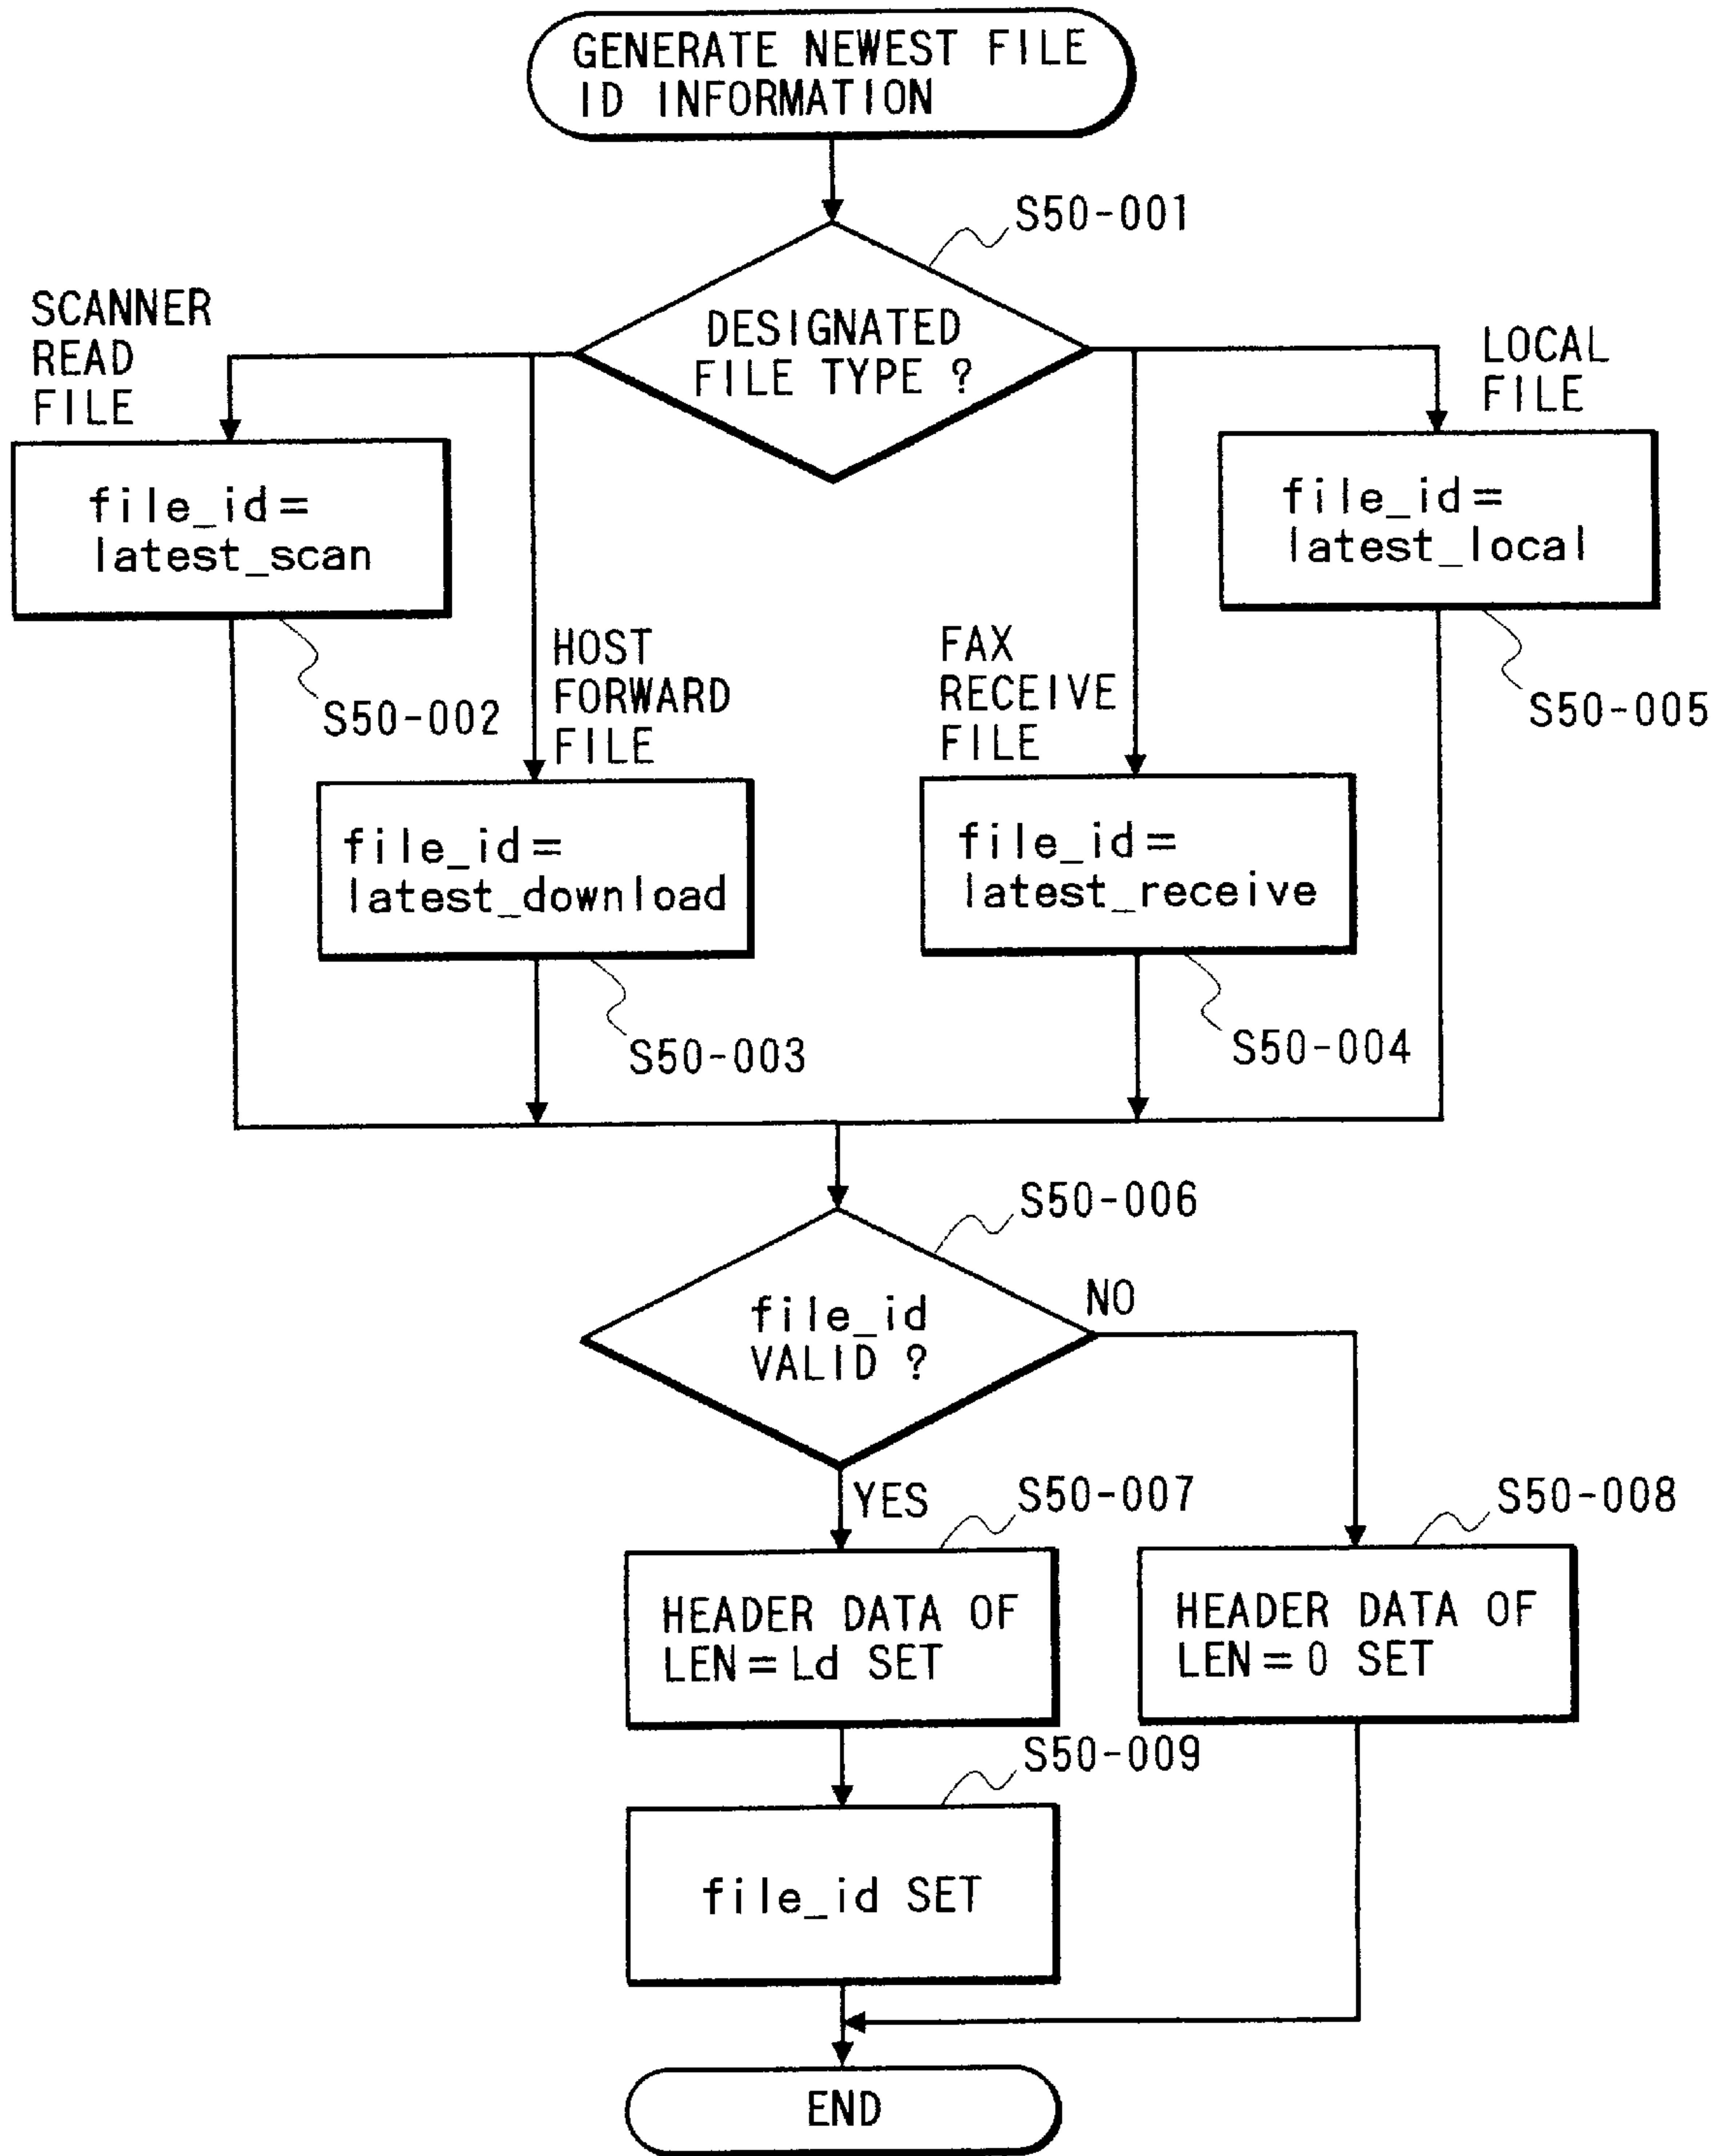 GENERATE NEWEST FILE
ID INFORMATION
S50-001
DESIGNATED
FILE TYPE ?
SCANNER
READ
FILE
LOCAL
FILE
file_id=
latest_scan
file_id=
latest_local
S50-002
HOST
FORWARD
FILE
FAX
RECEIVE
FILE
S50-005
file_id=
latest_download
file_id=
latest_receive
S50-003
S50-004
S50-006
file_id
VALID ?
NO
YES
S50-007
S50-008
HEADER DATA OF
LEN=Ld SET
HEADER DATA OF
LEN=0 SET
S50-009
file_id SET
END